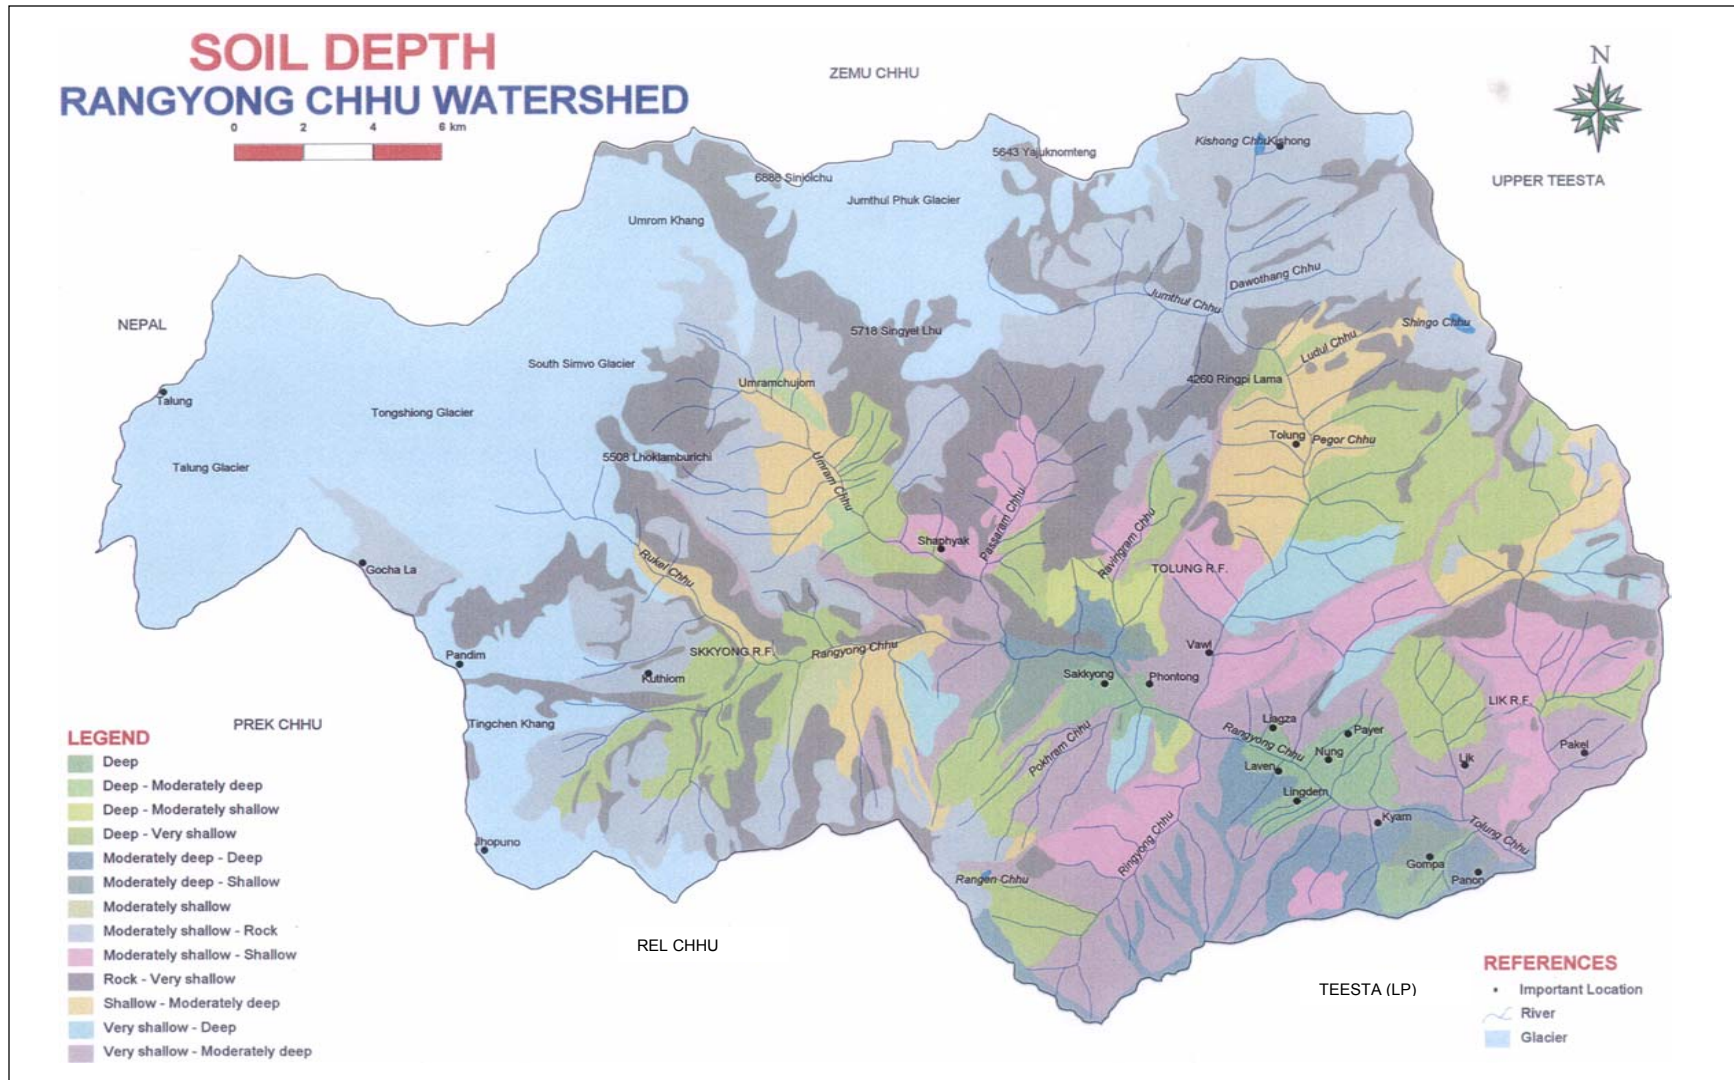 SOIL DEPTH
RANGYONG CHHU WATERSHED
0 2 4 6 km
N
ZEMU CHHU
UPPER TEESTA
NEPAL
PREK CHHU
REL CHHU
TEESTA (LP)
Kishong Chhu
Kishong
5643 Yajuknomteng
6888 Siniolchu
Jumthul Phuk Glacier
Umrom Khang
Dawothang Chhu
Jumthul Chhu
Shingo Chhu
5718 Singyel Lhu
Ludul Chhu
South Simvo Glacier
Umramchujom
4260 Ringpi Lama
Talung
Tongshiong Glacier
Tolung
Pegor Chhu
5508 Lhoklamburichi
Talung Glacier
Umram Chhu
Passaram Chhu
Shaphyak
Ravingram Chhu
Rukel Chhu
Gocha La
TOLUNG R.F.
Vawl
Rangyong Chhu
SKKYONG R.F.
Pandim
Kuthiom
Sakkyong
Phontong
LIK R.F.
Tingchen Khang
Liagza
Rangyong Chhu
Payer
Pokhram Chhu
Nung
Pakel
Lik
Laven
Lingdem
Kyam
Tolung Chhu
Ringyong Chhu
Jhopuno
Gompa
Rangen Chhu
Panon
LEGEND
Deep
Deep - Moderately deep
Deep - Moderately shallow
Deep - Very shallow
Moderately deep - Deep
Moderately deep - Shallow
Moderately shallow
Moderately shallow - Rock
Moderately shallow - Shallow
Rock - Very shallow
Shallow - Moderately deep
Very shallow - Deep
Very shallow - Moderately deep
REFERENCES
Important Location
River
Glacier